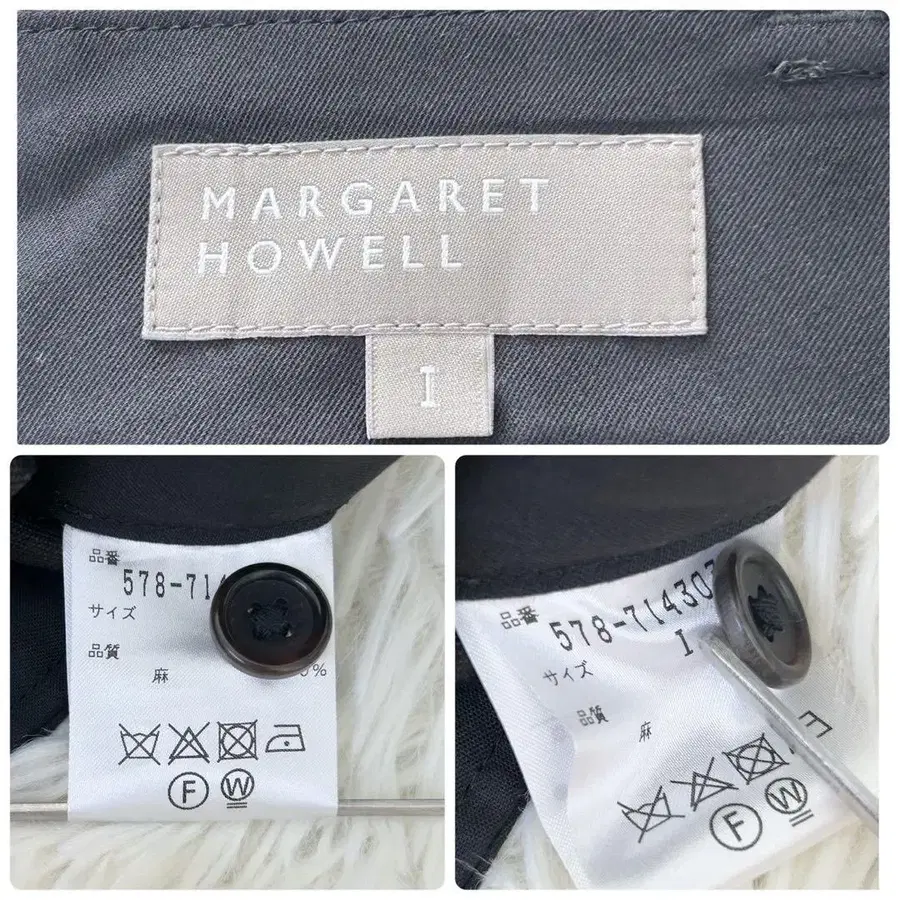 MARGARET
HOWELL
I
品番
578-71
サイズ
品質
麻
0%
F W
品番
578-71430
サイズ I
品質
麻
F W